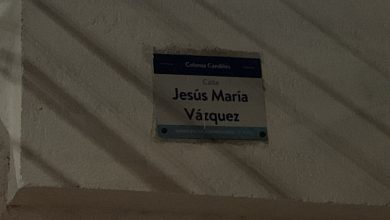 Colonia Candiles
Calle
Jesús María
Vázquez